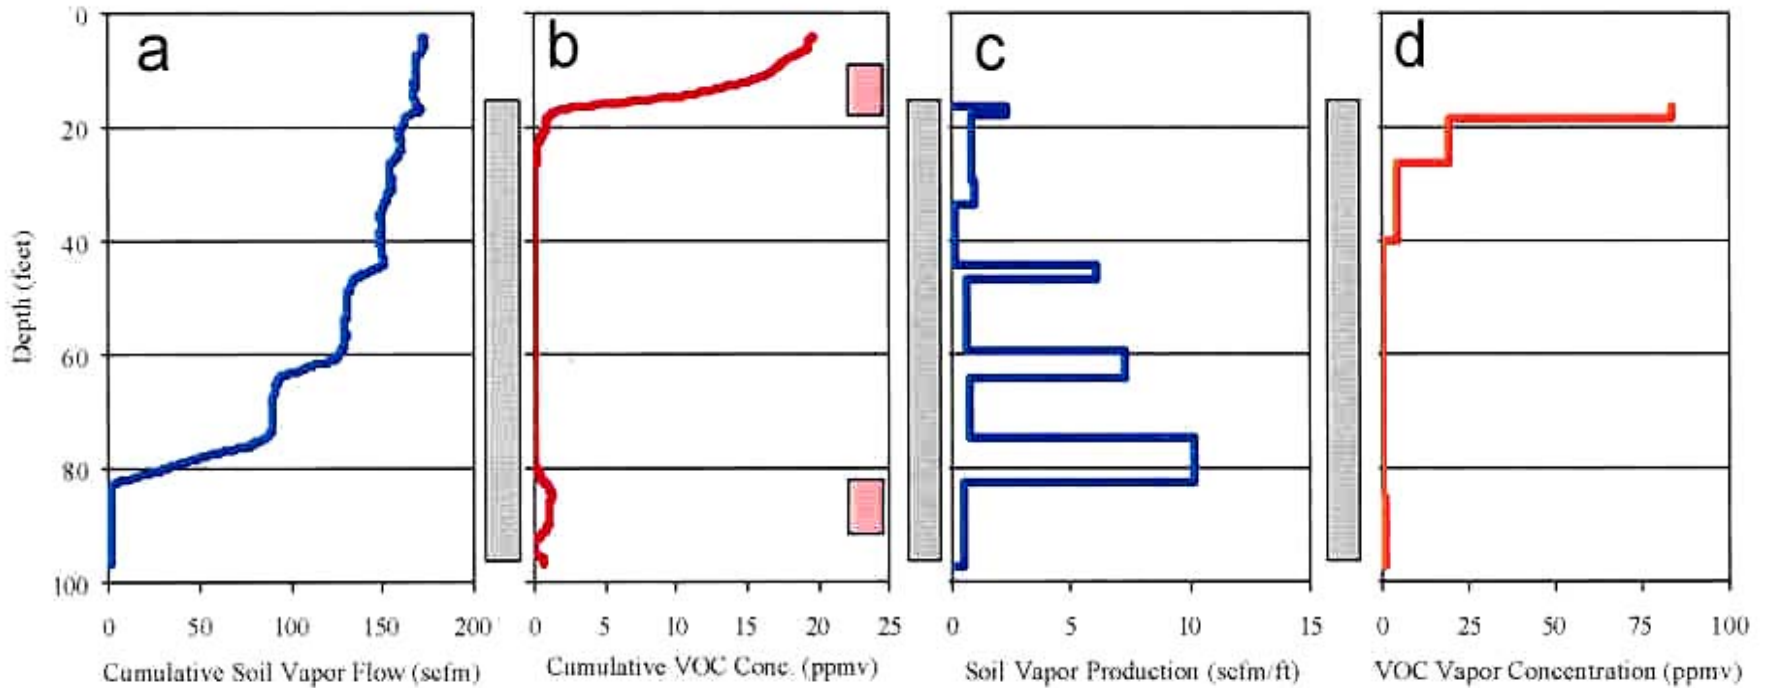 a
b
c
d
0
20
40
60
80
100
Depth (feet)
0 50 100 150 200
0 5 10 15 20 25
0 5 10 15
0 25 50 75 100
Cumulative Soil Vapor Flow (scfm)
Cumulative VOC Conc. (ppmv)
Soil Vapor Production (scfm/ft)
VOC Vapor Concentration (ppmv)